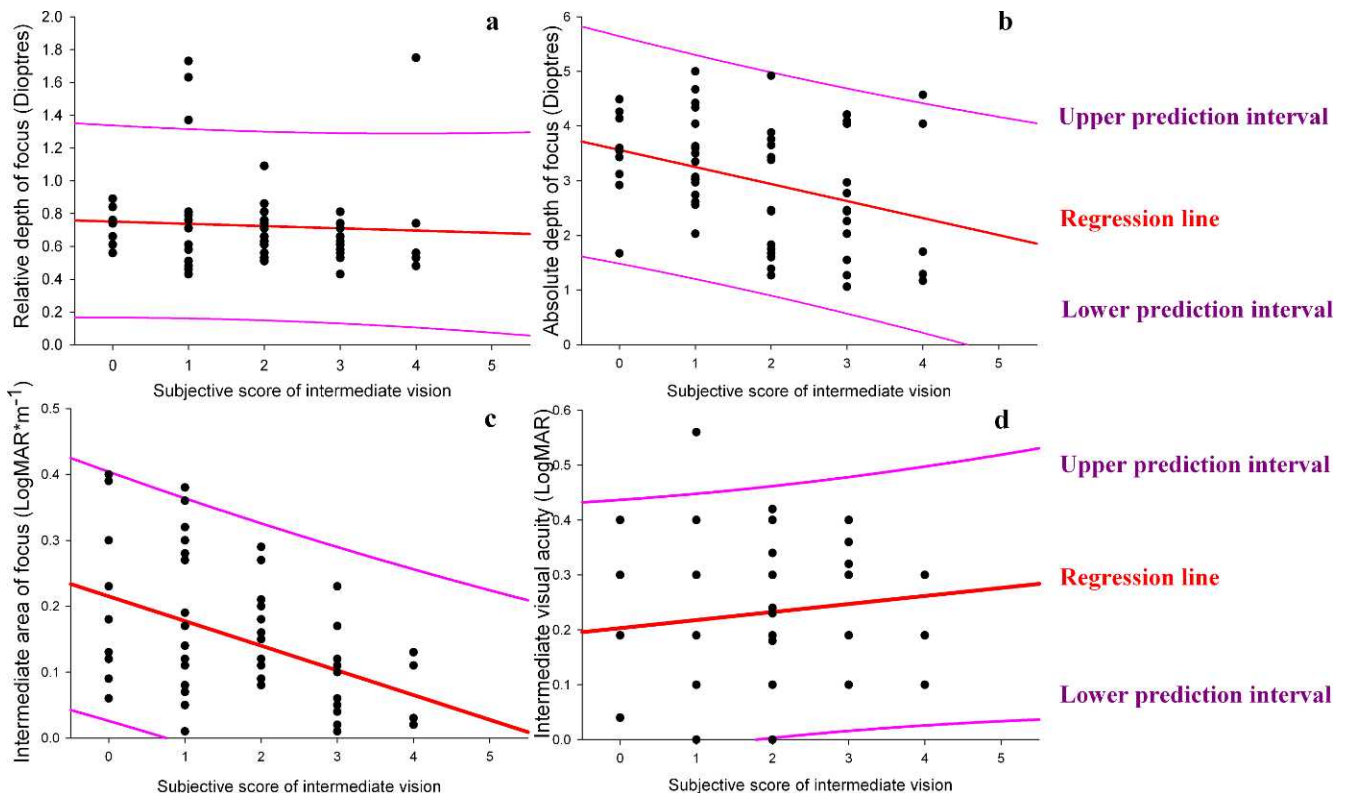 a
Relative depth of focus (Dioptres)
2.0
1.8
1.6
1.4
1.2
1.0
0.8
0.6
0.4
0.2
0.0
0 1 2 3 4 5
Subjective score of intermediate vision
b
Absolute depth of focus (Dioptres)
6
5
4
3
2
1
0
0 1 2 3 4 5
Subjective score of intermediate vision
Upper prediction interval
Regression line
Lower prediction interval
c
Intermediate area of focus (LogMAR*m⁻¹)
0.5
0.4
0.3
0.2
0.1
0.0
0 1 2 3 4 5
Subjective score of intermediate vision
d
Intermediate visual acuity (LogMAR)
0.6
0.5
0.4
0.3
0.2
0.1
0.0
0 1 2 3 4 5
Subjective score of intermediate vision
Upper prediction interval
Regression line
Lower prediction interval